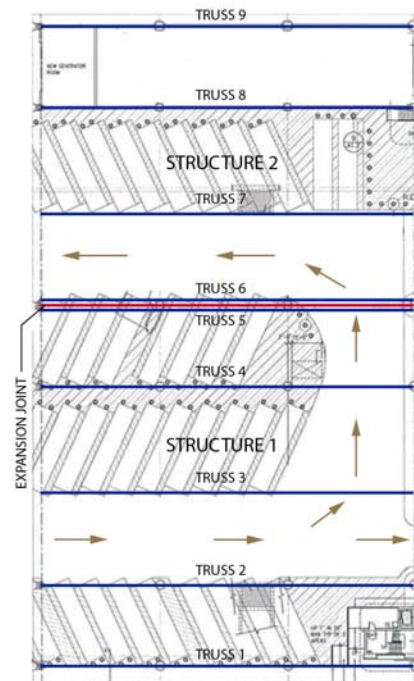 TRUSS 9
NEW GENERATOR
ROOM
TRUSS 8
STRUCTURE 2
TRUSS 7
TRUSS 6
TRUSS 5
EXPANSION JOINT
TRUSS 4
STRUCTURE 1
TRUSS 3
TRUSS 2
UP
TRUSS 1